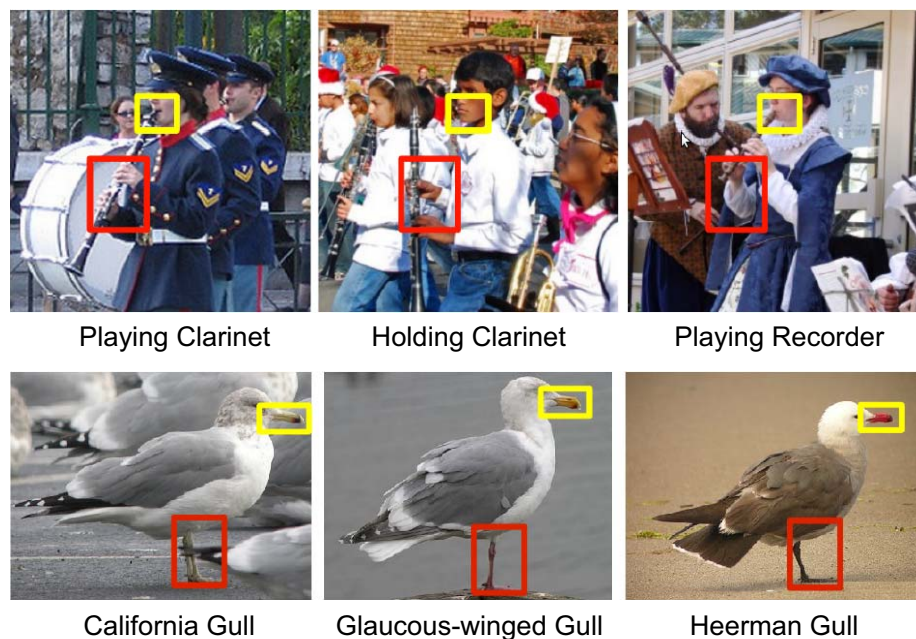 Playing Clarinet
Holding Clarinet
Playing Recorder
California Gull
Glaucous-winged Gull
Heerman Gull